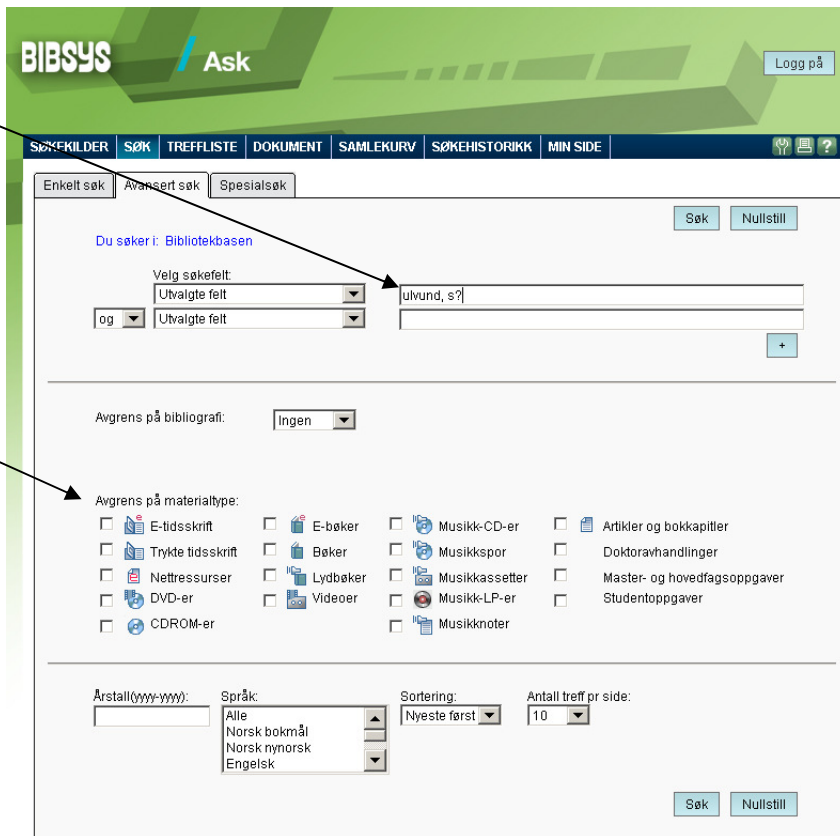 BIBSYS / Ask
Logg på
SØKEKILDER SØK TREFFLISTE DOKUMENT SAMLEKURV SØKEHISTORIKK MIN SIDE ?
Enkelt søk Avansert søk Spesialsøk
Søk Nullstill
Du søker i: Bibliotekbasen
Velg søkefelt:
Utvalgte felt ulvund, s?
og Utvalgte felt
+
Avgrens på bibliografi: Ingen
Avgrens på materialtype:
E-tidsskrift E-bøker Musikk-CD-er Artikler og bokkapitler
Trykte tidsskrift Bøker Musikkspor Doktoravhandlinger
Nettressurser Lydbøker Musikkassetter Master- og hovedfagsoppgaver
DVD-er Videoer Musikk-LP-er Studentoppgaver
CDROM-er Musikknoter
Årstall(yyyy-yyyy): Språk: Sortering: Antall treff pr side:
Alle Nyeste først 10
Norsk bokmål
Norsk nynorsk
Engelsk
Søk Nullstill